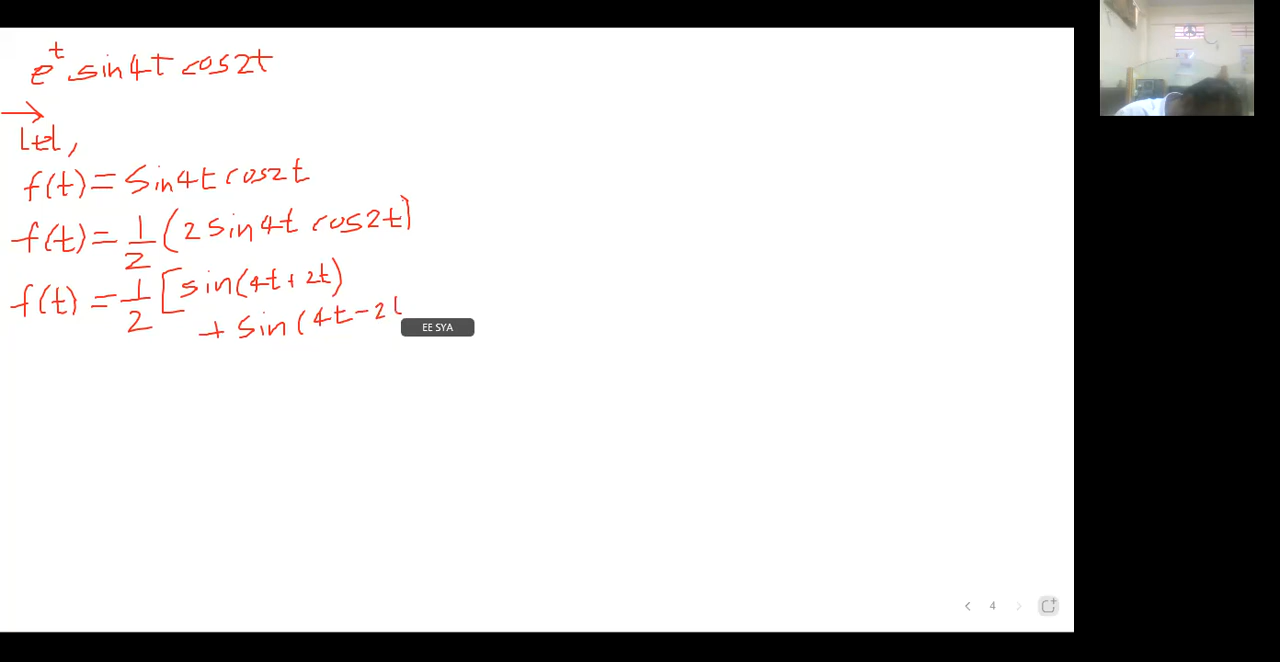 e^t sin4t cos2t
→
Let,
f(t) = sin4t cos2t
f(t) = 1/2 (2 sin4t cos2t)
f(t) = 1/2 [sin(4t+2t)
+ sin(4t-2t
EE SYA
4